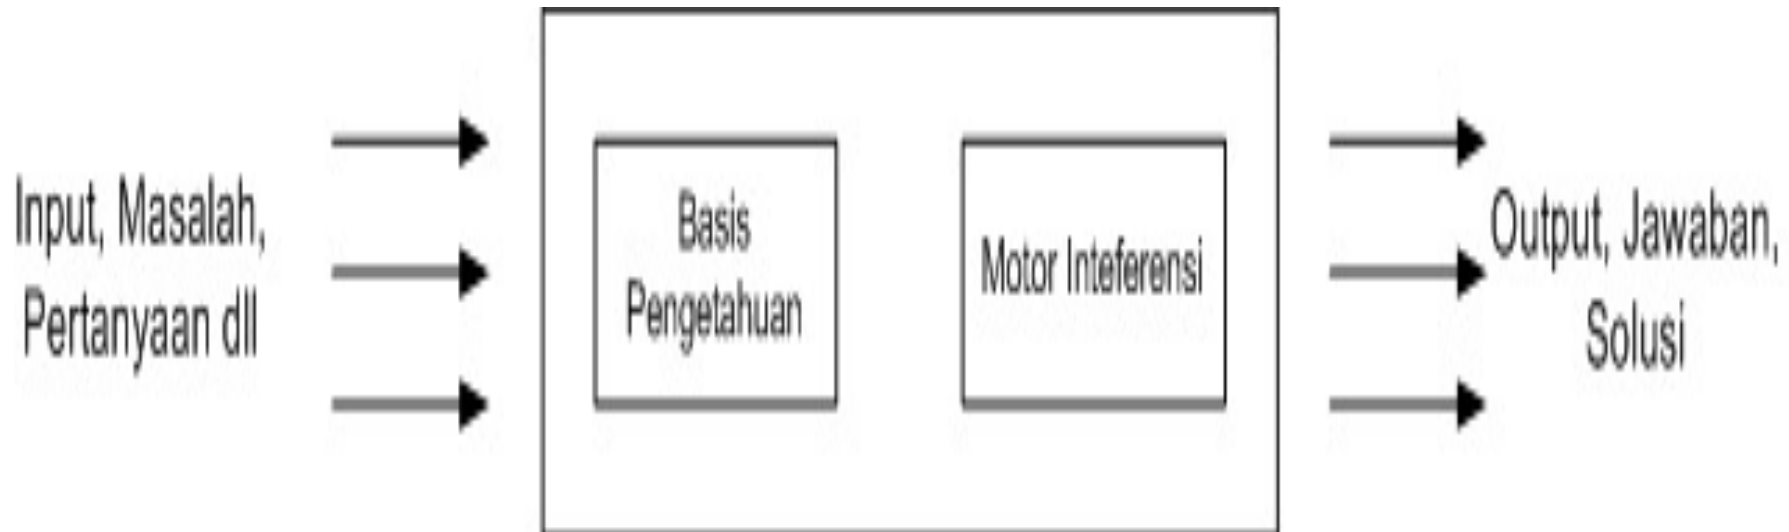 Input, Masalah,
Pertanyaan dll
Basis
Pengetahuan
Motor Inteferensi
Output, Jawaban,
Solusi